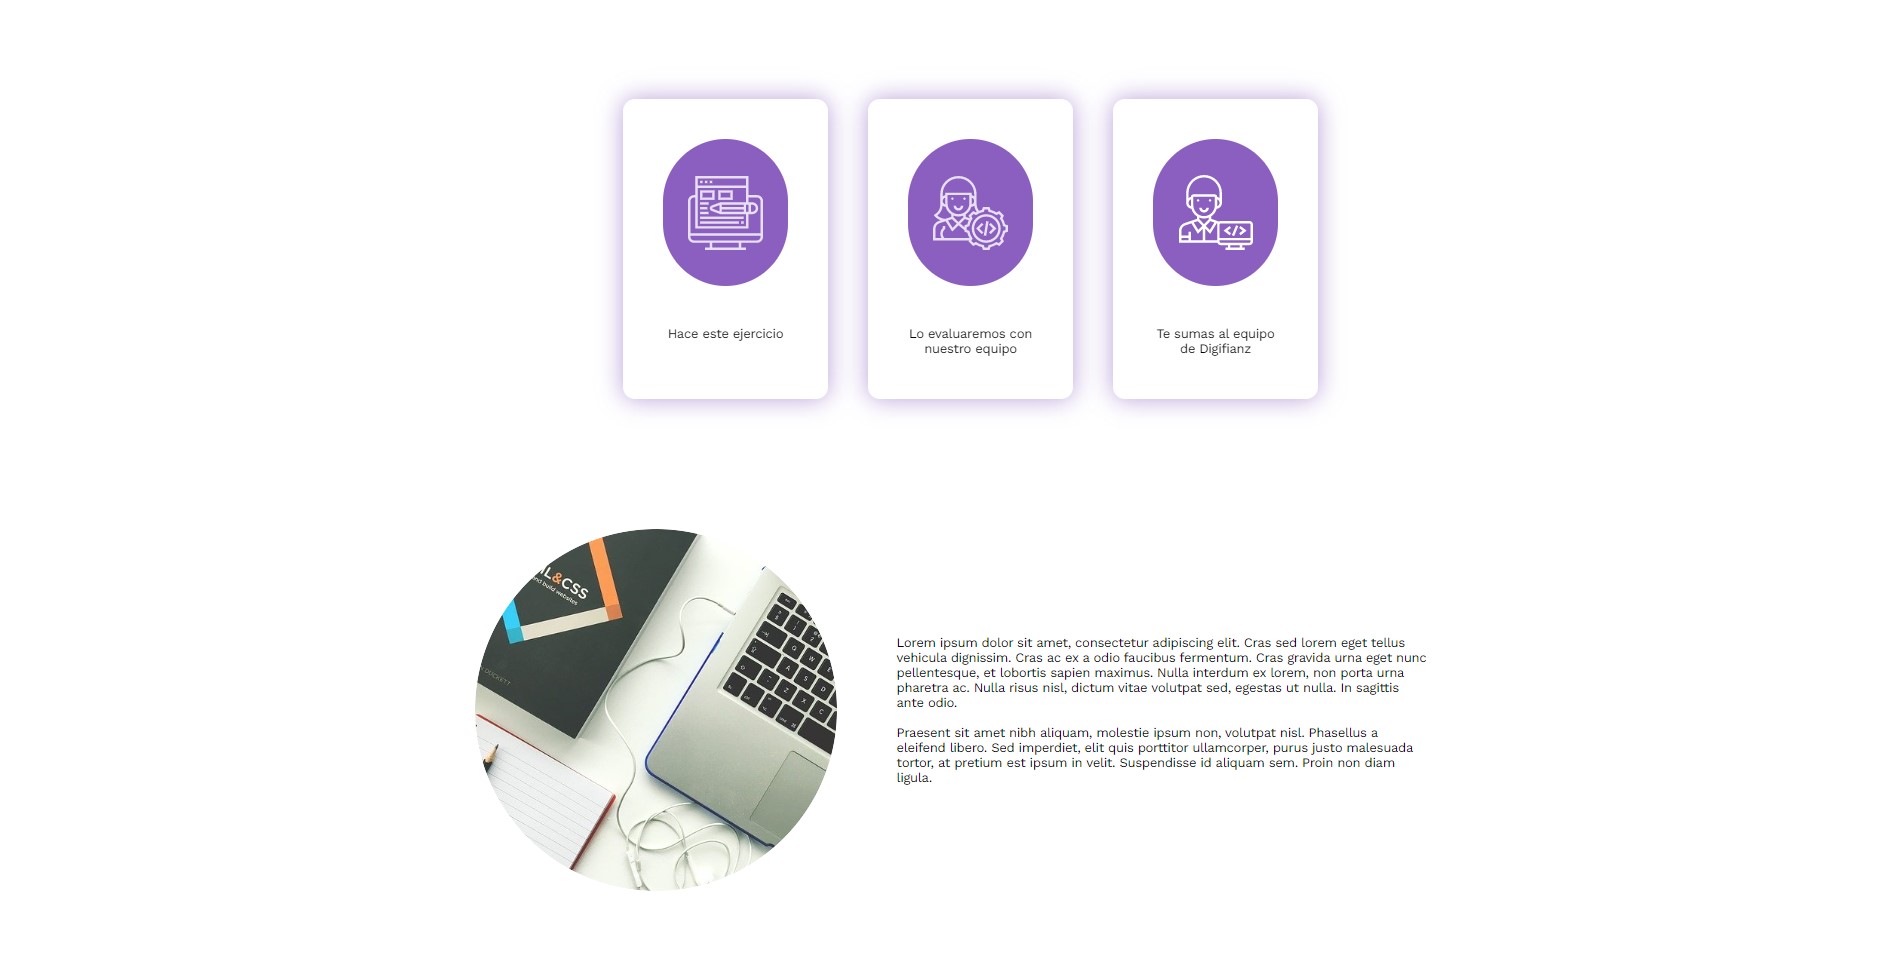 Hace este ejercicio
Lo evaluaremos con
nuestro equipo
Te sumas al equipo
de Digifianz
</>
</>
L&CSS
and build websites
DUCKETT
Lorem ipsum dolor sit amet, consectetur adipiscing elit. Cras sed lorem eget tellus
vehicula dignissim. Cras ac ex a odio faucibus fermentum. Cras gravida urna eget nunc
pellentesque, et lobortis sapien maximus. Nulla interdum ex lorem, non porta urna
pharetra ac. Nulla risus nisl, dictum vitae volutpat sed, egestas ut nulla. In sagittis
ante odio.
Praesent sit amet nibh aliquam, molestie ipsum non, volutpat nisl. Phasellus a
eleifend libero. Sed imperdiet, elit quis porttitor ullamcorper, purus justo malesuada
tortor, at pretium est ipsum in velit. Suspendisse id aliquam sem. Proin non diam
ligula.